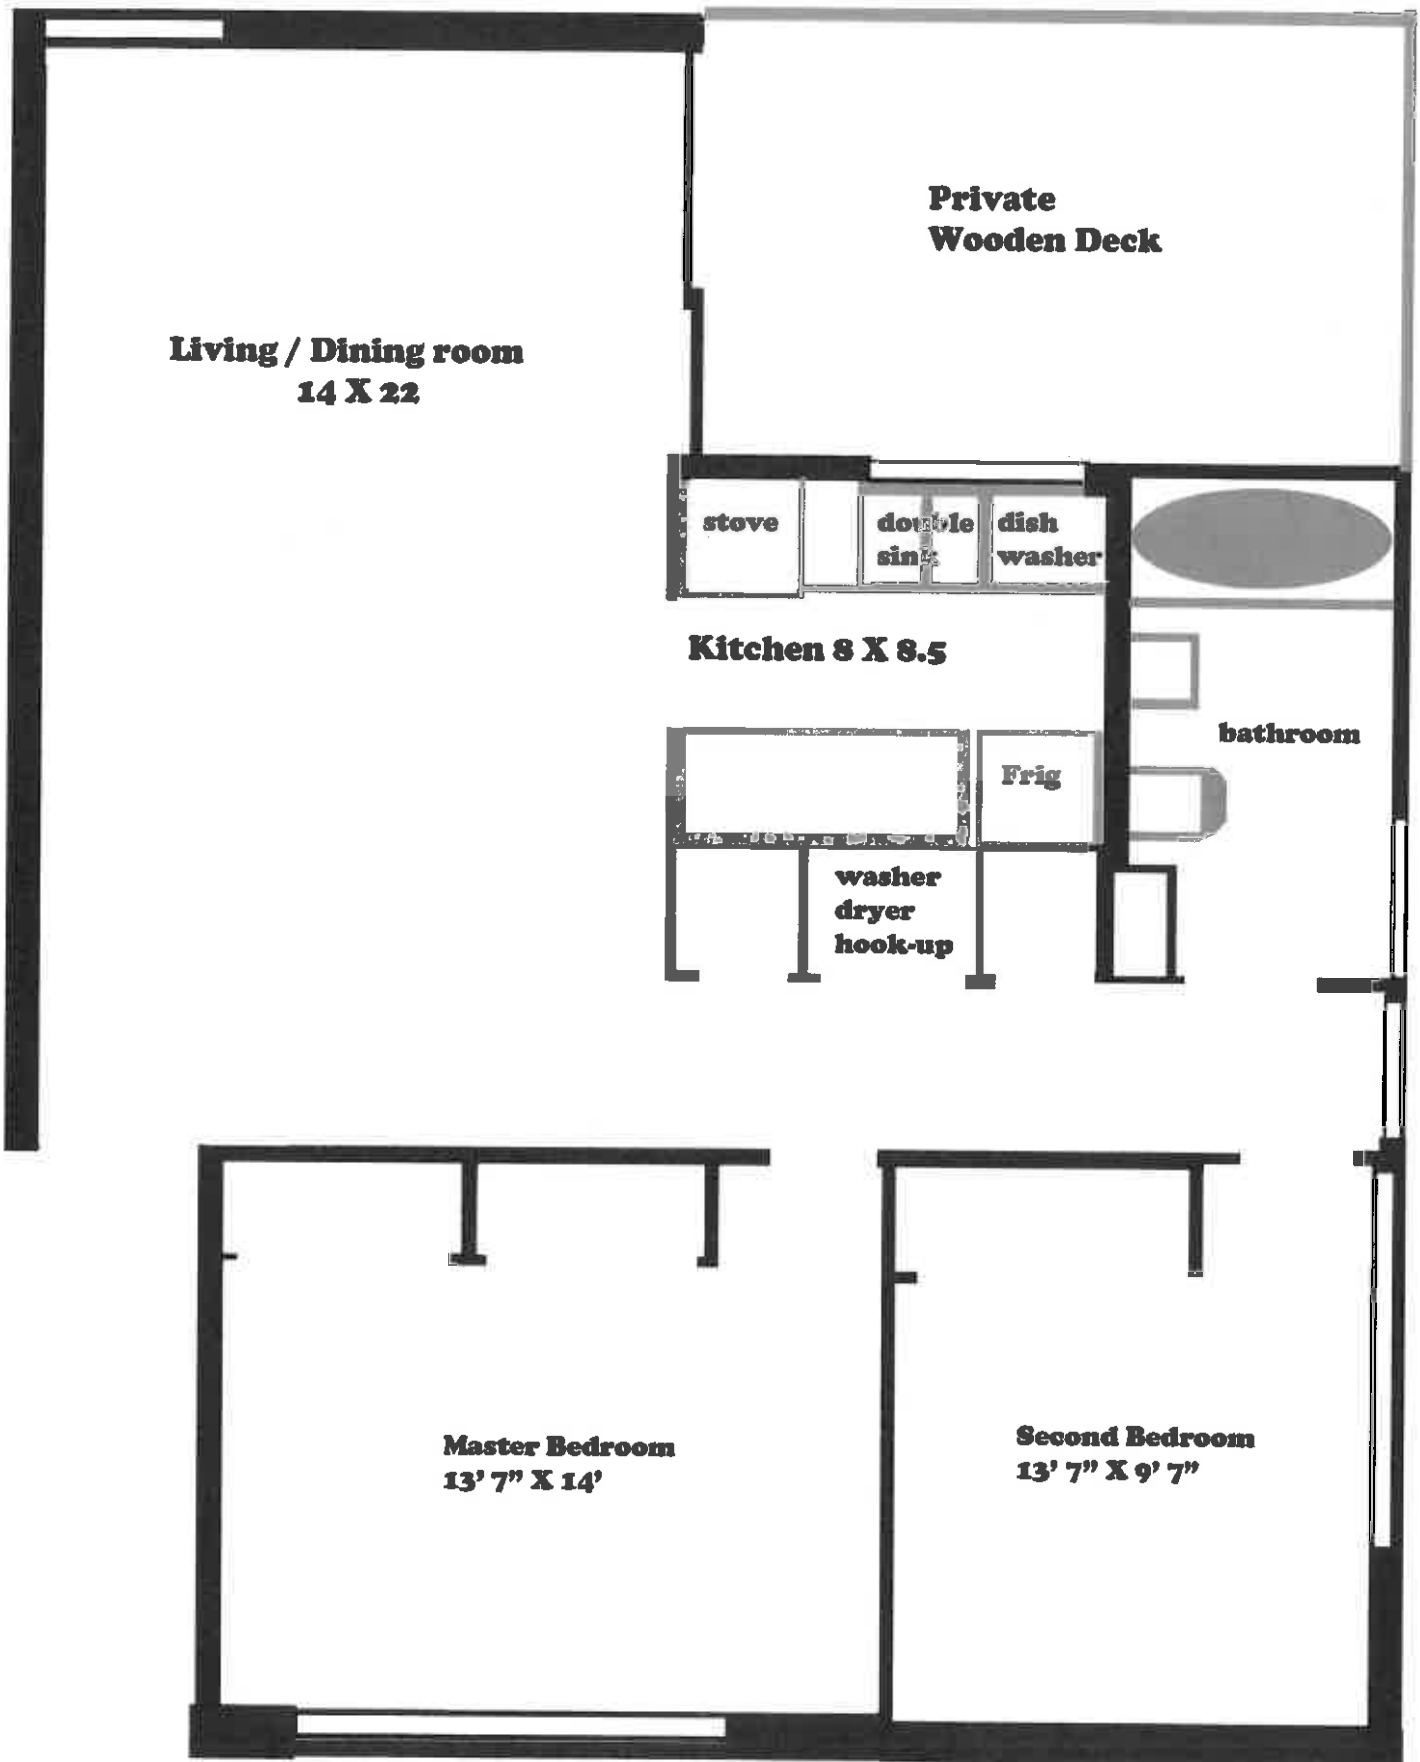 Private
Wooden Deck
Living / Dining room
14 X 22
stove
double
sink
dish
washer
Kitchen 8 X 8.5
bathroom
Frig
washer
dryer
hook-up
Master Bedroom
13' 7" X 14'
Second Bedroom
13' 7" X 9' 7"